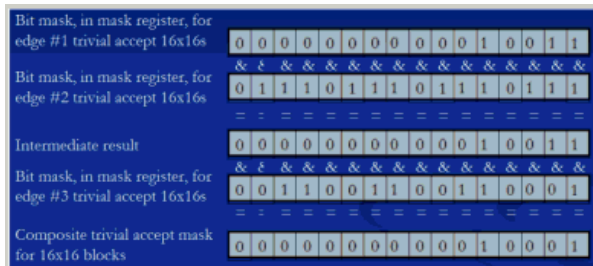 Bit mask, in mask register, for
edge #1 trivial accept 16x16s
0 0 0 0 0 0 0 0 0 0 0 1 0 0 1 1
& & & & & & & & & & & & & & & &
Bit mask, in mask register, for
edge #2 trivial accept 16x16s
0 1 1 1 0 1 1 1 0 1 1 1 0 1 1 1
= = = = = = = = = = = = = = = =
Intermediate result
0 0 0 0 0 0 0 0 0 0 0 1 0 0 1 1
& & & & & & & & & & & & & & & &
Bit mask, in mask register, for
edge #3 trivial accept 16x16s
0 0 1 1 0 0 1 1 0 0 1 1 0 0 0 1
= = = = = = = = = = = = = = = =
Composite trivial accept mask
for 16x16 blocks
0 0 0 0 0 0 0 0 0 0 0 1 0 0 0 1